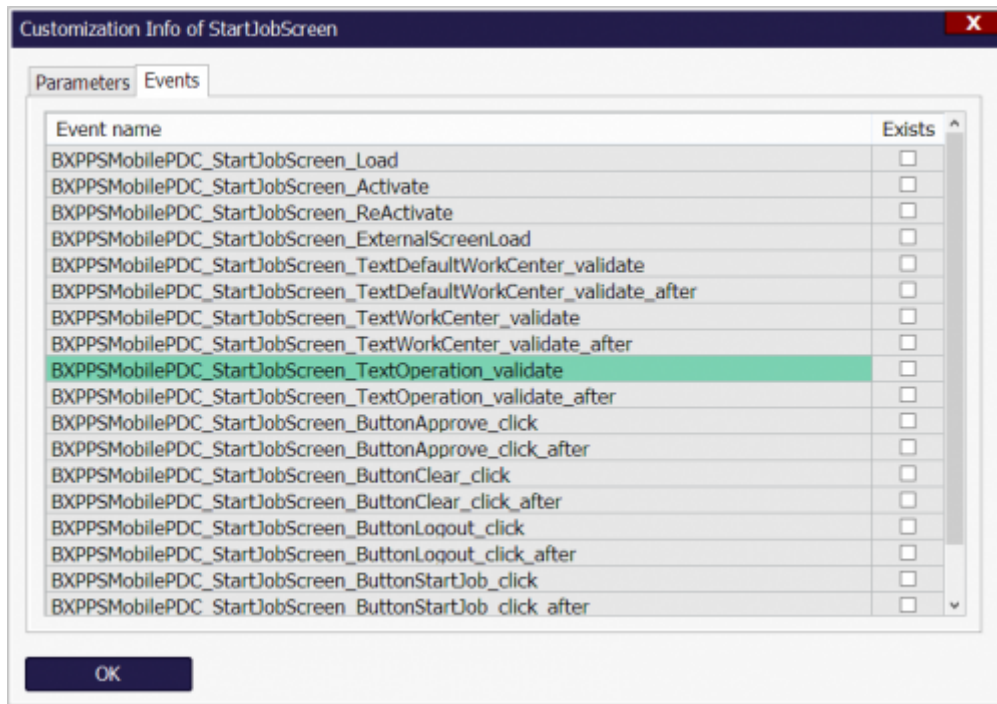 Customization Info of StartJobScreen X
Parameters Events
Event name Exists
BXPPSMobilePDC_StartJobScreen_Load
BXPPSMobilePDC_StartJobScreen_Activate
BXPPSMobilePDC_StartJobScreen_ReActivate
BXPPSMobilePDC_StartJobScreen_ExternalScreenLoad
BXPPSMobilePDC_StartJobScreen_TextDefaultWorkCenter_validate
BXPPSMobilePDC_StartJobScreen_TextDefaultWorkCenter_validate_after
BXPPSMobilePDC_StartJobScreen_TextWorkCenter_validate
BXPPSMobilePDC_StartJobScreen_TextWorkCenter_validate_after
BXPPSMobilePDC_StartJobScreen_TextOperation_validate
BXPPSMobilePDC_StartJobScreen_TextOperation_validate_after
BXPPSMobilePDC_StartJobScreen_ButtonApprove_click
BXPPSMobilePDC_StartJobScreen_ButtonApprove_click_after
BXPPSMobilePDC_StartJobScreen_ButtonClear_click
BXPPSMobilePDC_StartJobScreen_ButtonClear_click_after
BXPPSMobilePDC_StartJobScreen_ButtonLogout_click
BXPPSMobilePDC_StartJobScreen_ButtonLogout_click_after
BXPPSMobilePDC_StartJobScreen_ButtonStartJob_click
BXPPSMobilePDC_StartJobScreen_ButtonStartJob_click_after
OK